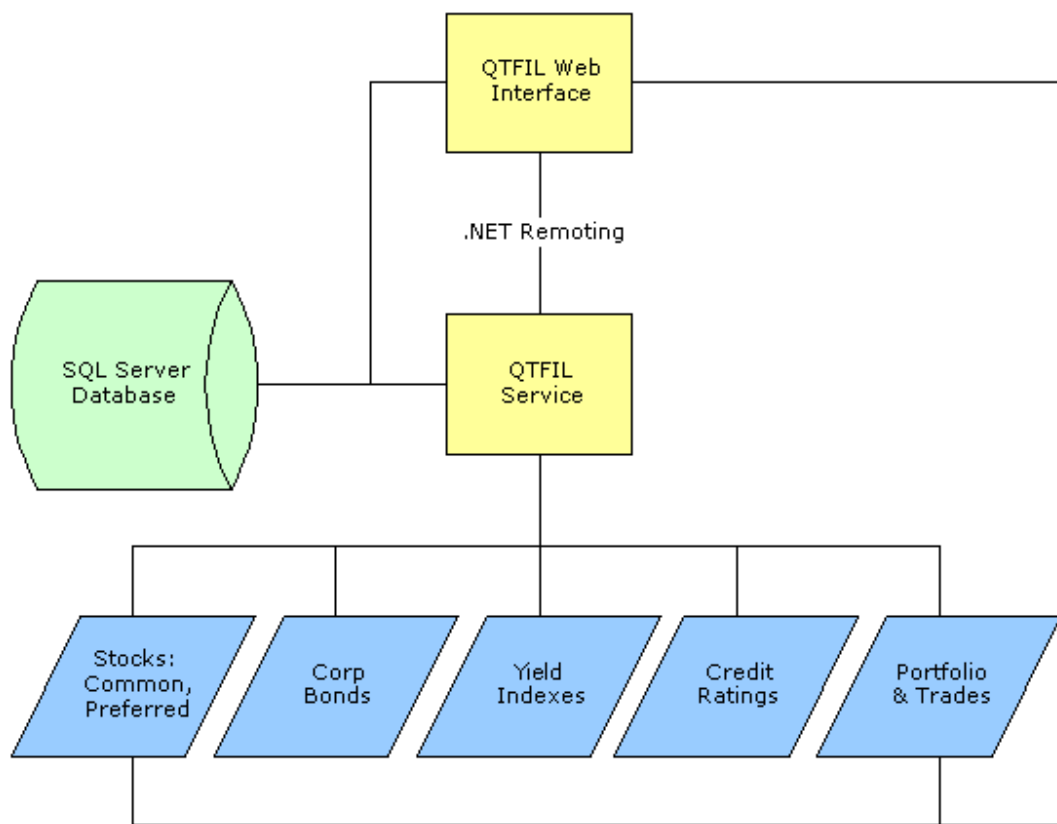 QTFIL Web
Interface
.NET Remoting
SQL Server
Database
QTFIL
Service
Stocks:
Common,
Preferred
Corp
Bonds
Yield
Indexes
Credit
Ratings
Portfolio
& Trades